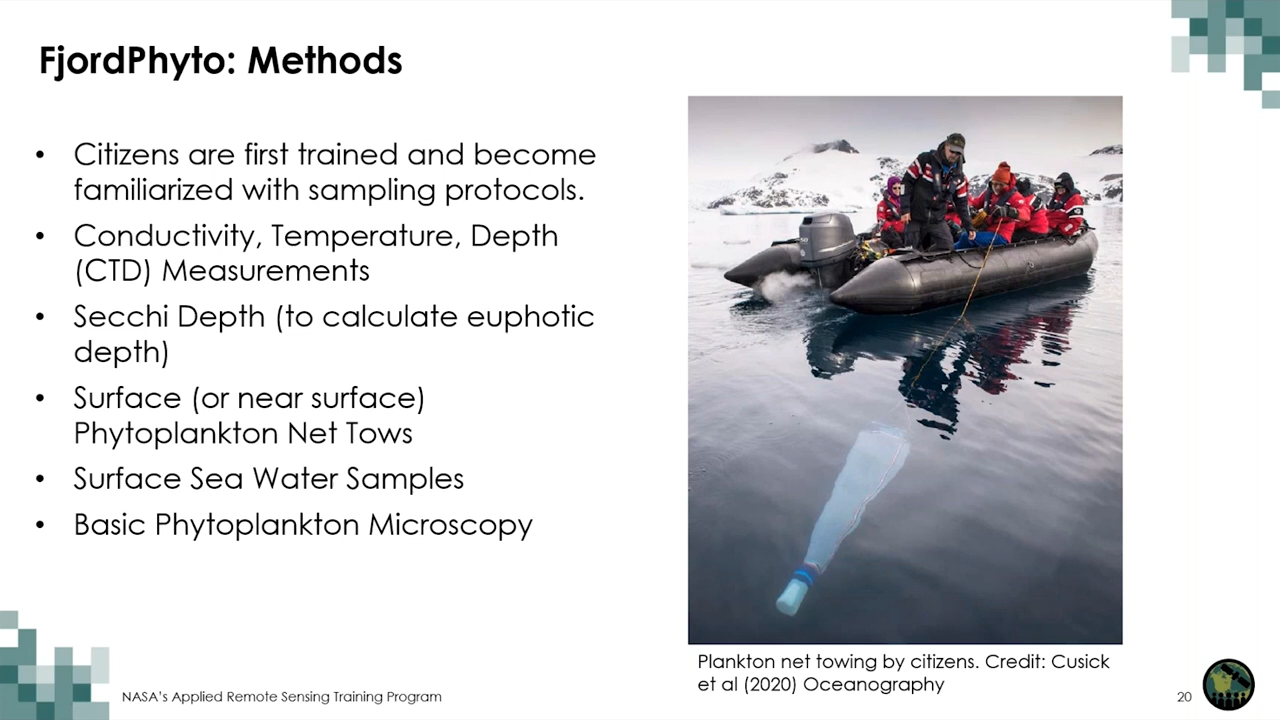 FjordPhyto: Methods
• Citizens are first trained and become
familiarized with sampling protocols.
• Conductivity, Temperature, Depth
(CTD) Measurements
• Secchi Depth (to calculate euphotic
depth)
• Surface (or near surface)
Phytoplankton Net Tows
• Surface Sea Water Samples
• Basic Phytoplankton Microscopy
Plankton net towing by citizens. Credit: Cusick
et al (2020) Oceanography
NASA's Applied Remote Sensing Training Program
20